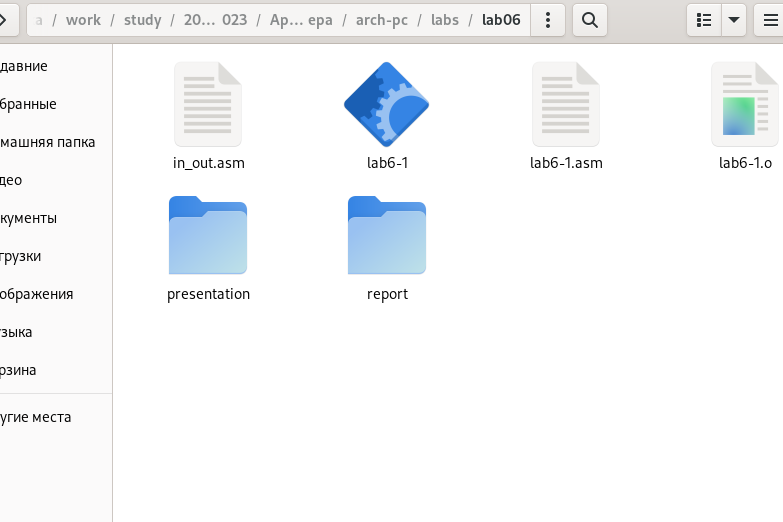 a / work / study / 20… 023 / Ap… ера / arch-pc / labs / lab06
давние
бранные
машняя папка
део
кументы
грузки
ображения
зыка
рзина
угие места
in_out.asm
lab6-1
lab6-1.asm
lab6-1.o
presentation
report